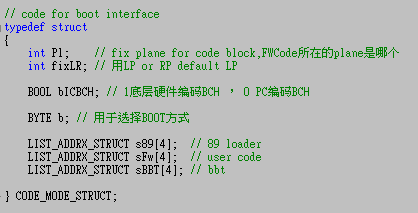 // code for boot interface
typedef struct
{
int Pl; // fix plane for code block,FWCode所在的plane是哪个
int fixLR; // 用LP or RP default LP
BOOL bICBCH; // 1底层硬件编码BCH ， 0 PC编码BCH
BYTE b; // 用于选择BOOT方式
LIST_ADDRX_STRUCT s89[4]; // 89 loader
LIST_ADDRX_STRUCT sFw[4]; // user code
LIST_ADDRX_STRUCT sBBT[4]; // bbt
} CODE_MODE_STRUCT;